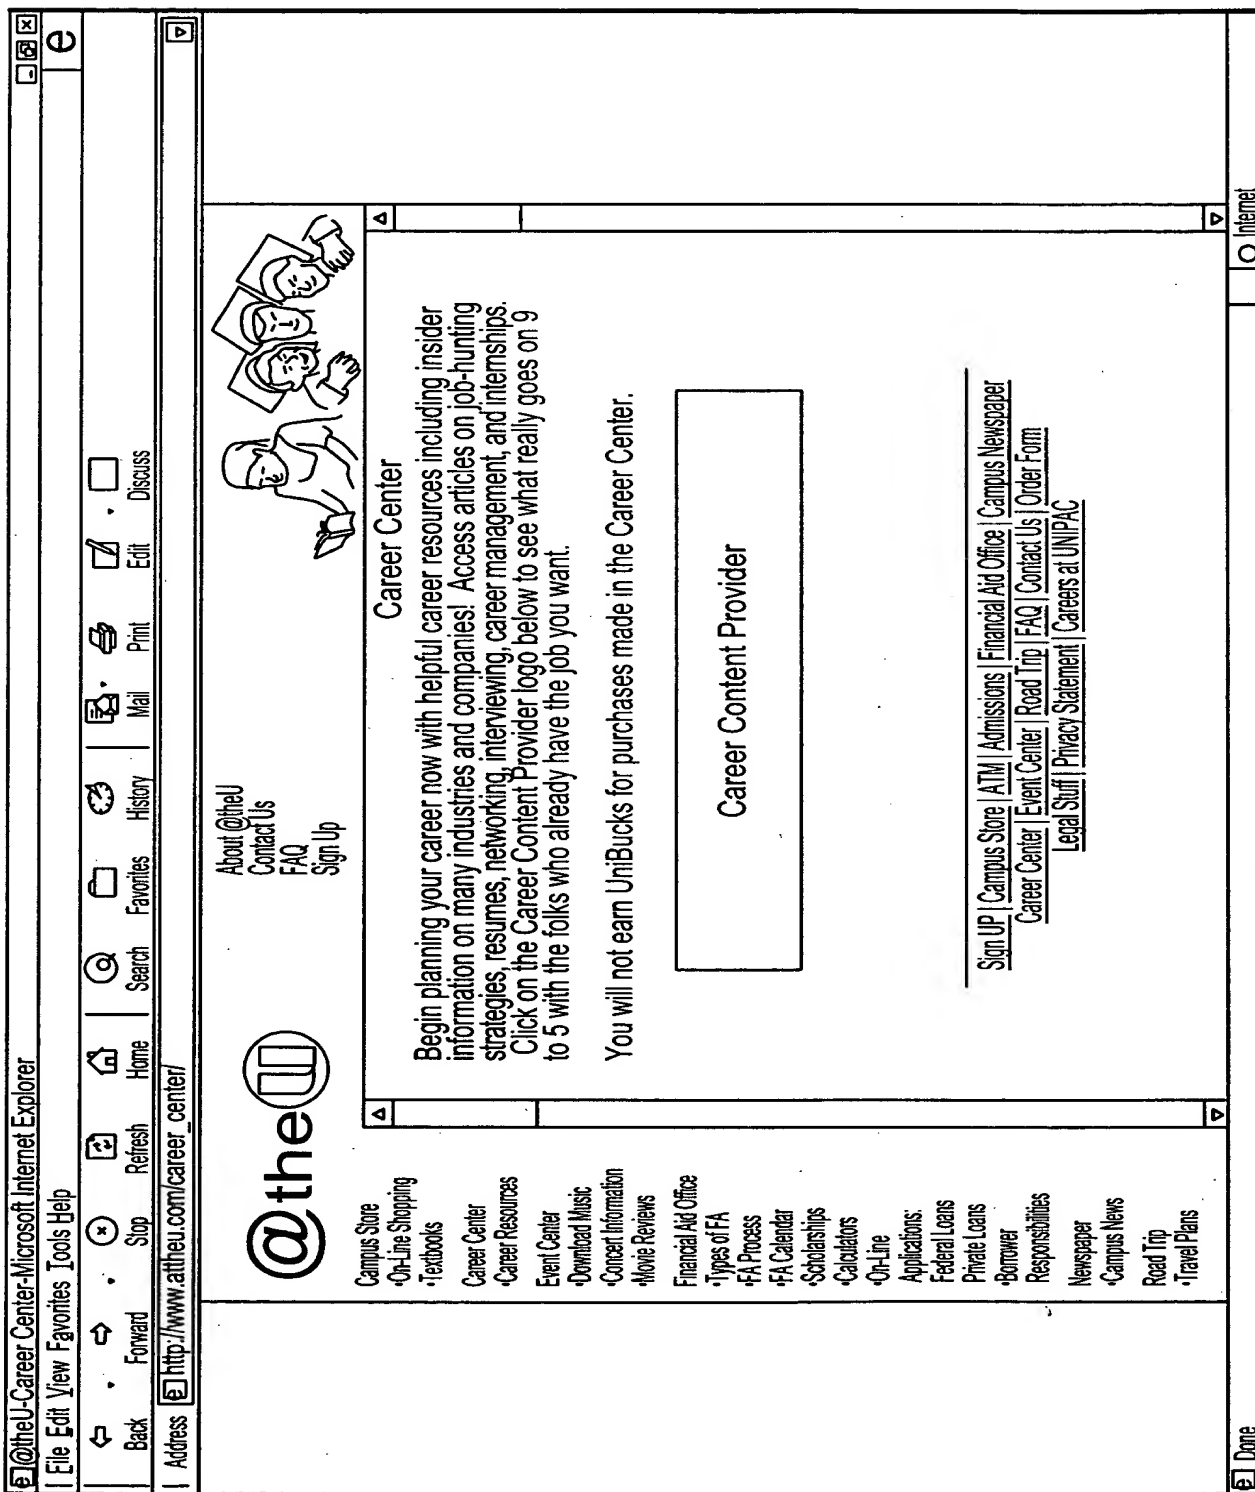 @theU-Career Center-Microsoft Internet Explorer
File Edit View Favorites Tools Help
Back Forward Stop Refresh Home Search Favorites History Mail Print Edit Discuss
Address http://www.attheu.com/career_center/
@theU
About @theU
Contact Us
FAQ
Sign Up
Campus Store
•On-Line Shopping
•Textbooks
Career Center
•Career Resources
Event Center
•Download Music
•Concert Information
•Movie Reviews
Financial Aid Office
•Types of FA
•FA Process
•FA Calendar
•Scholarships
•Calculators
•On-Line
Applications:
Federal Loans
Private Loans
•Borrower
Responsibilities
Newspaper
•Campus News
Road Trip
•Travel Plans
Career Center
Begin planning your career now with helpful career resources including insider
information on many industries and companies! Access articles on job-hunting
strategies, resumes, networking, interviewing, career management, and internships.
Click on the Career Content Provider logo below to see what really goes on 9
to 5 with the folks who already have the job you want.
You will not earn UniBucks for purchases made in the Career Center.
Career Content Provider
Sign UP | Campus Store | ATM | Admissions | Financial Aid Office | Campus Newspaper
Career Center | Event Center | Road Trip | FAQ | Contact Us | Order Form
Legal Stuff | Privacy Statement | Careers at UNIPAC
Done
Internet